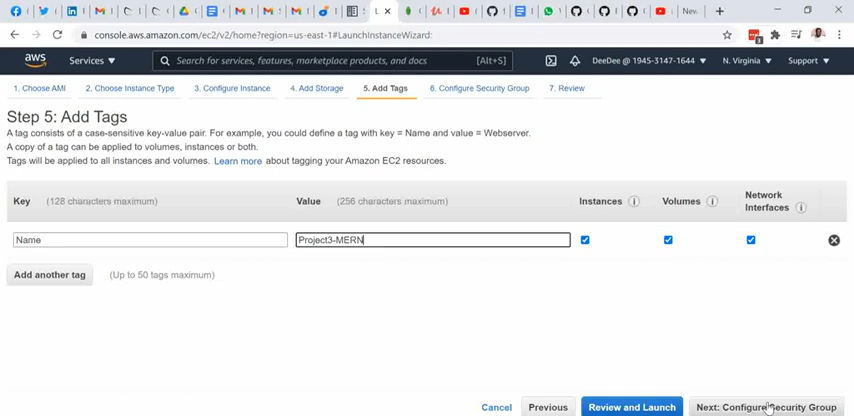 console.aws.amazon.com/ec2/v2/home?region=us-east-1#LaunchInstanceWizard:
aws
Services
Search for services, features, marketplace products, and docs
[Alt+S]
DeeDee @ 1945-3147-1644
N. Virginia
Support
1. Choose AMI
2. Choose Instance Type
3. Configure Instance
4. Add Storage
5. Add Tags
6. Configure Security Group
7. Review
Step 5: Add Tags
A tag consists of a case-sensitive key-value pair. For example, you could define a tag with key = Name and value = Webserver.
A copy of a tag can be applied to volumes, instances or both.
Tags will be applied to all instances and volumes. Learn more about tagging your Amazon EC2 resources.
Key (128 characters maximum)
Value (256 characters maximum)
Instances
Volumes
Network
Interfaces
Name
Project3-MERN
Add another tag
(Up to 50 tags maximum)
Cancel
Previous
Review and Launch
Next: Configure Security Group